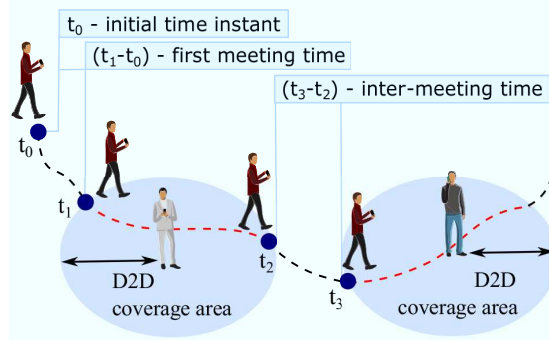 t0 - initial time instant
(t1-t0) - first meeting time
(t3-t2) - inter-meeting time
t0
t1
t2
t3
D2D
coverage area
D2D
coverage area